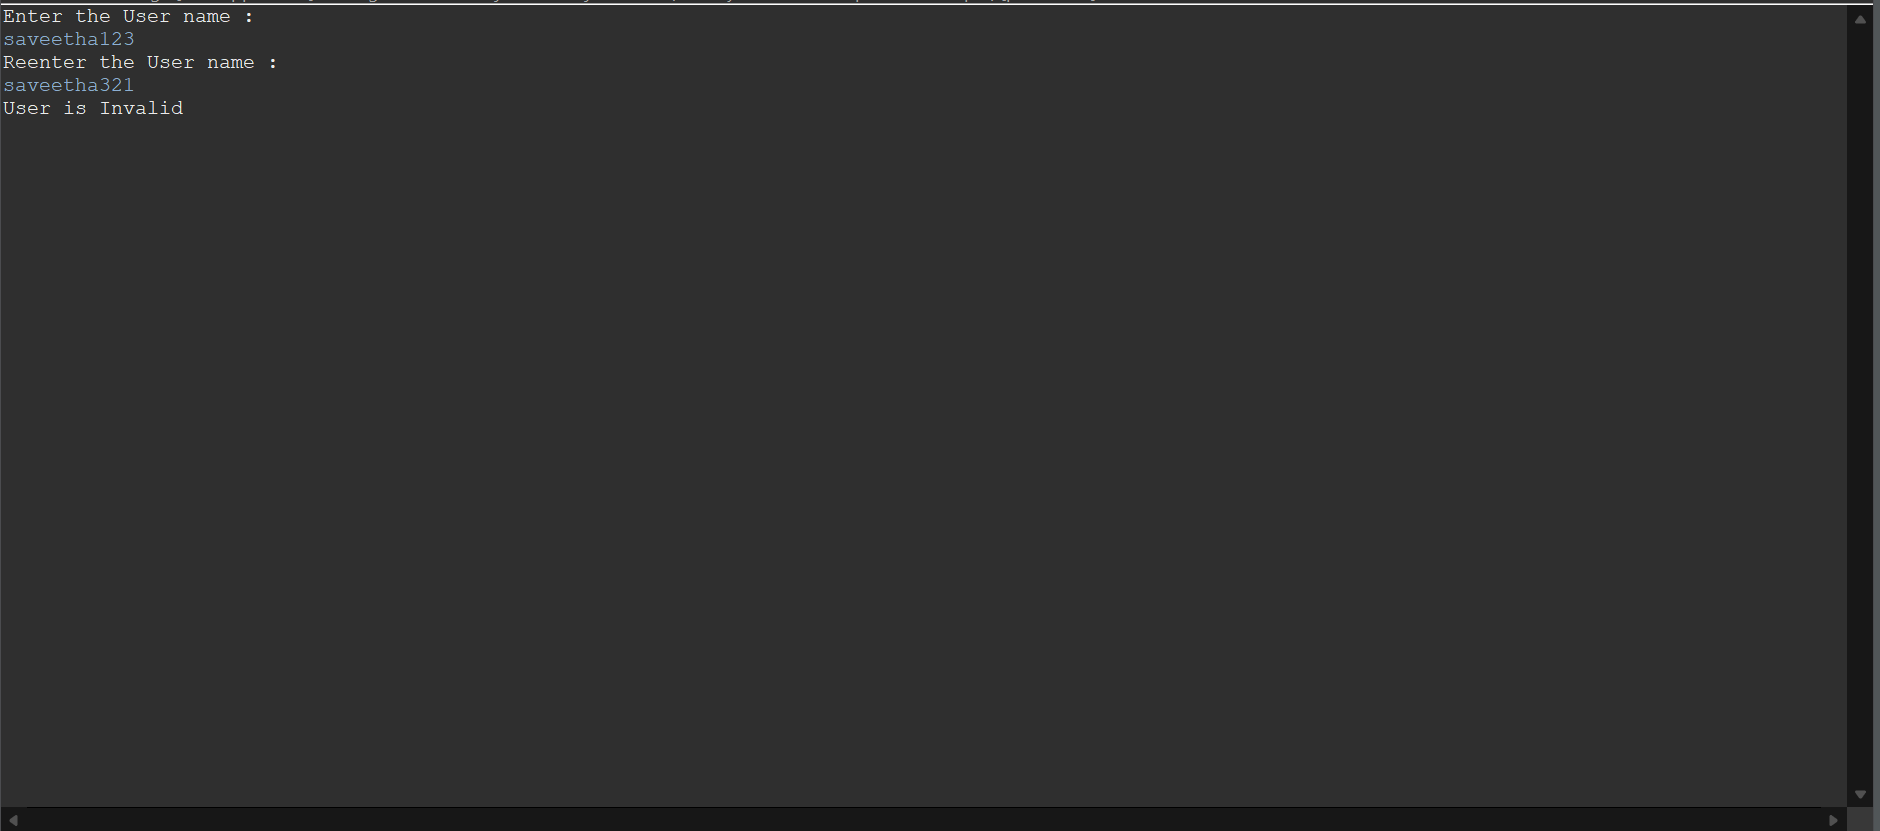 Enter the User name :
saveetha123
Reenter the User name :
saveetha321
User is Invalid